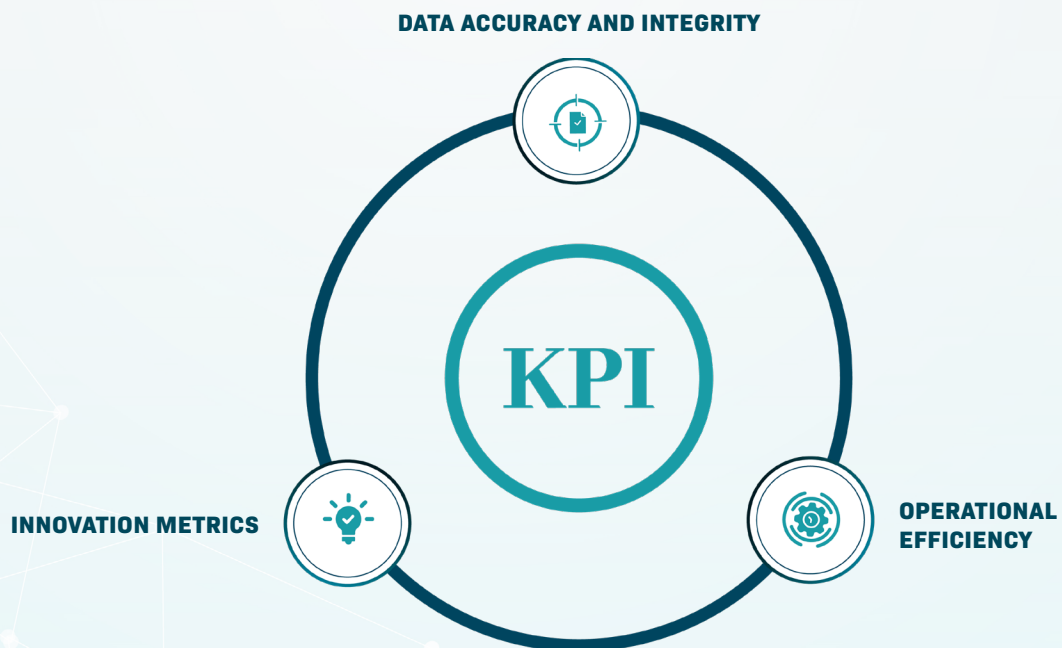 DATA ACCURACY AND INTEGRITY
KPI
INNOVATION METRICS
OPERATIONAL
EFFICIENCY